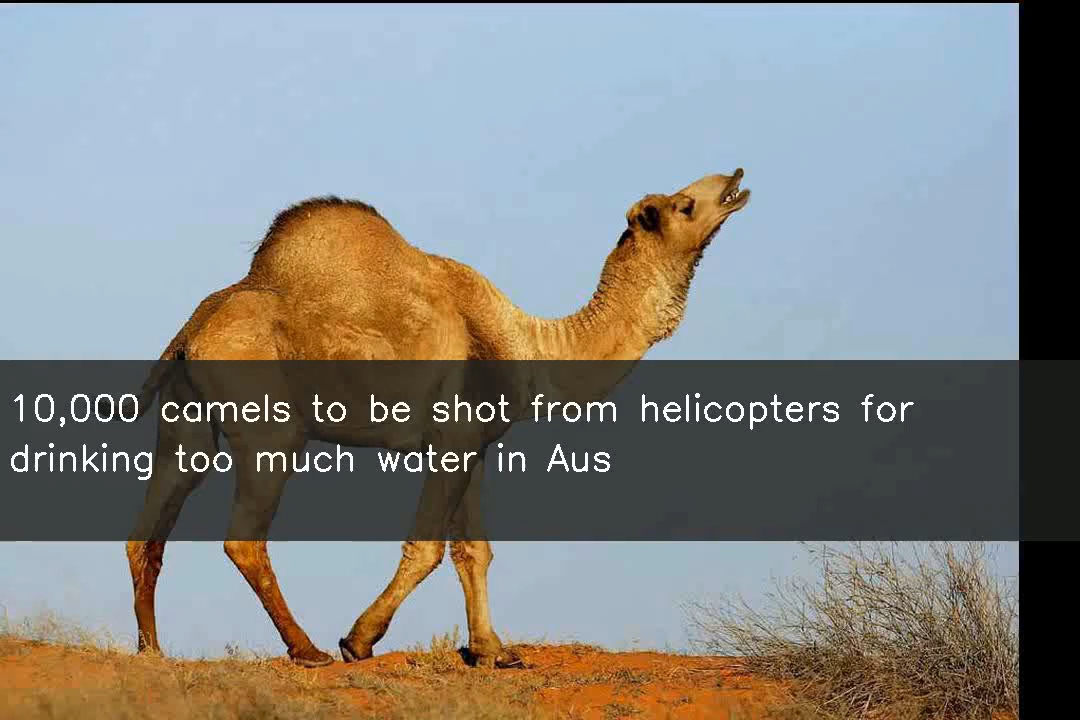 10,000 camels to be shot from helicopters for
drinking too much water in Aus